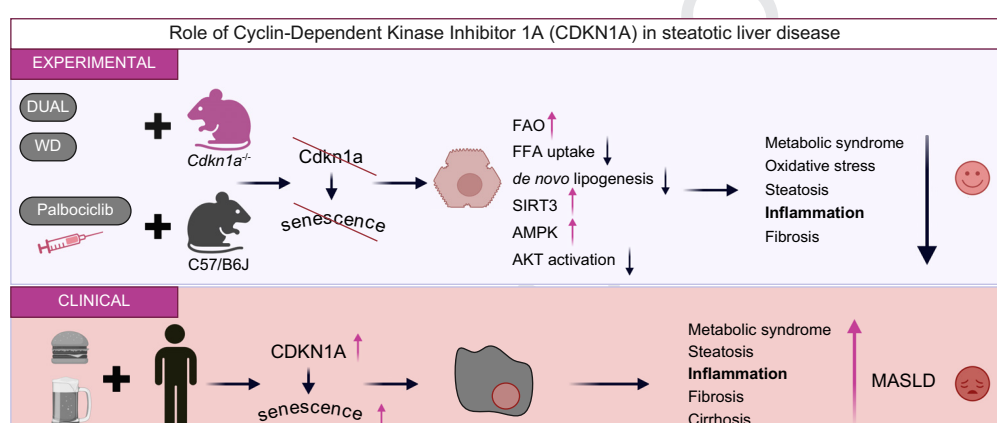 Role of Cyclin-Dependent Kinase Inhibitor 1A (CDKN1A) in steatotic liver disease
EXPERIMENTAL
DUAL
WD
Cdkn1a-/-
Palbociclib
C57/B6J
Cdkn1a
senescence
FAO
FFA uptake
de novo lipogenesis
SIRT3
AMPK
AKT activation
Metabolic syndrome
Oxidative stress
Steatosis
Inflammation
Fibrosis
CLINICAL
CDKN1A
senescence
Metabolic syndrome
Steatosis
Inflammation
Fibrosis
Cirrhosis
MASLD